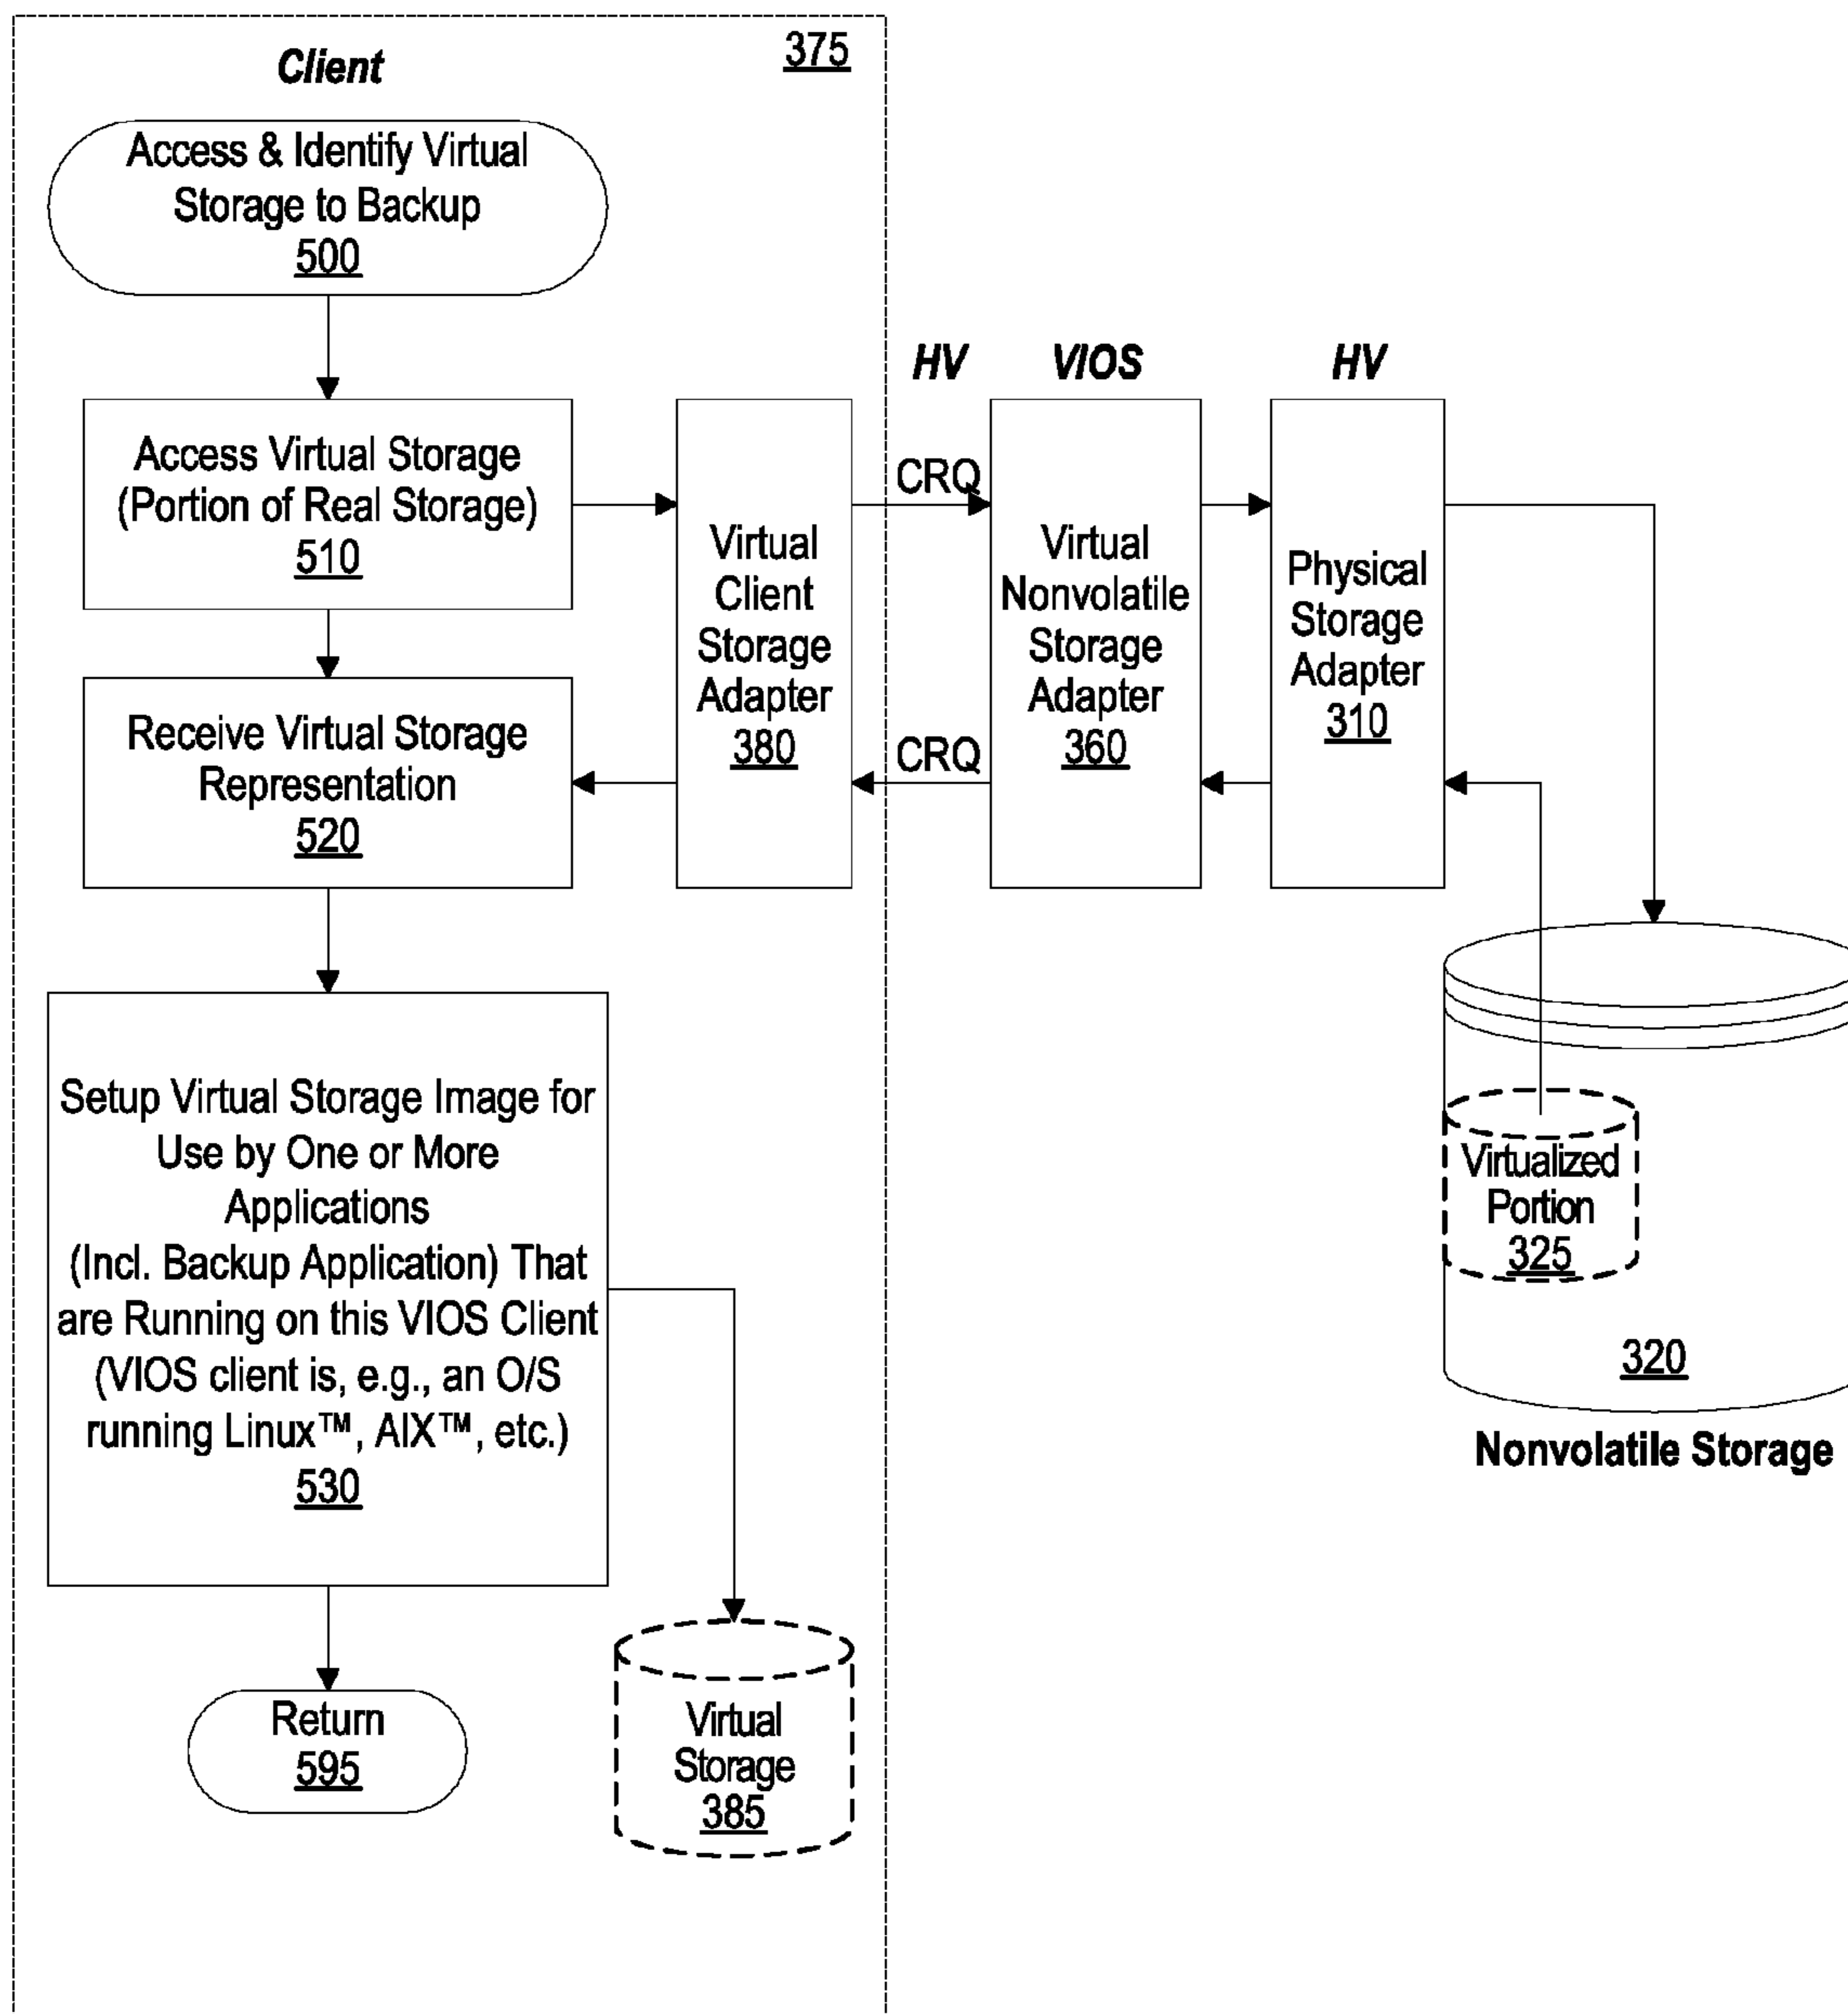 Client
375
Access & Identify Virtual
Storage to Backup
500
HV
VIOS
HV
Access Virtual Storage
(Portion of Real Storage)
510
CRQ
Virtual
Client
Storage
Adapter
380
Virtual
Nonvolatile
Storage
Adapter
360
Physical
Storage
Adapter
310
Receive Virtual Storage
Representation
520
CRQ
Setup Virtual Storage Image for
Use by One or More
Applications
(Incl. Backup Application) That
are Running on this VIOS Client
(VIOS client is, e.g., an O/S
running Linux™, AIX™, etc.)
530
Virtualized
Portion
325
320
Nonvolatile Storage
Return
595
Virtual
Storage
385